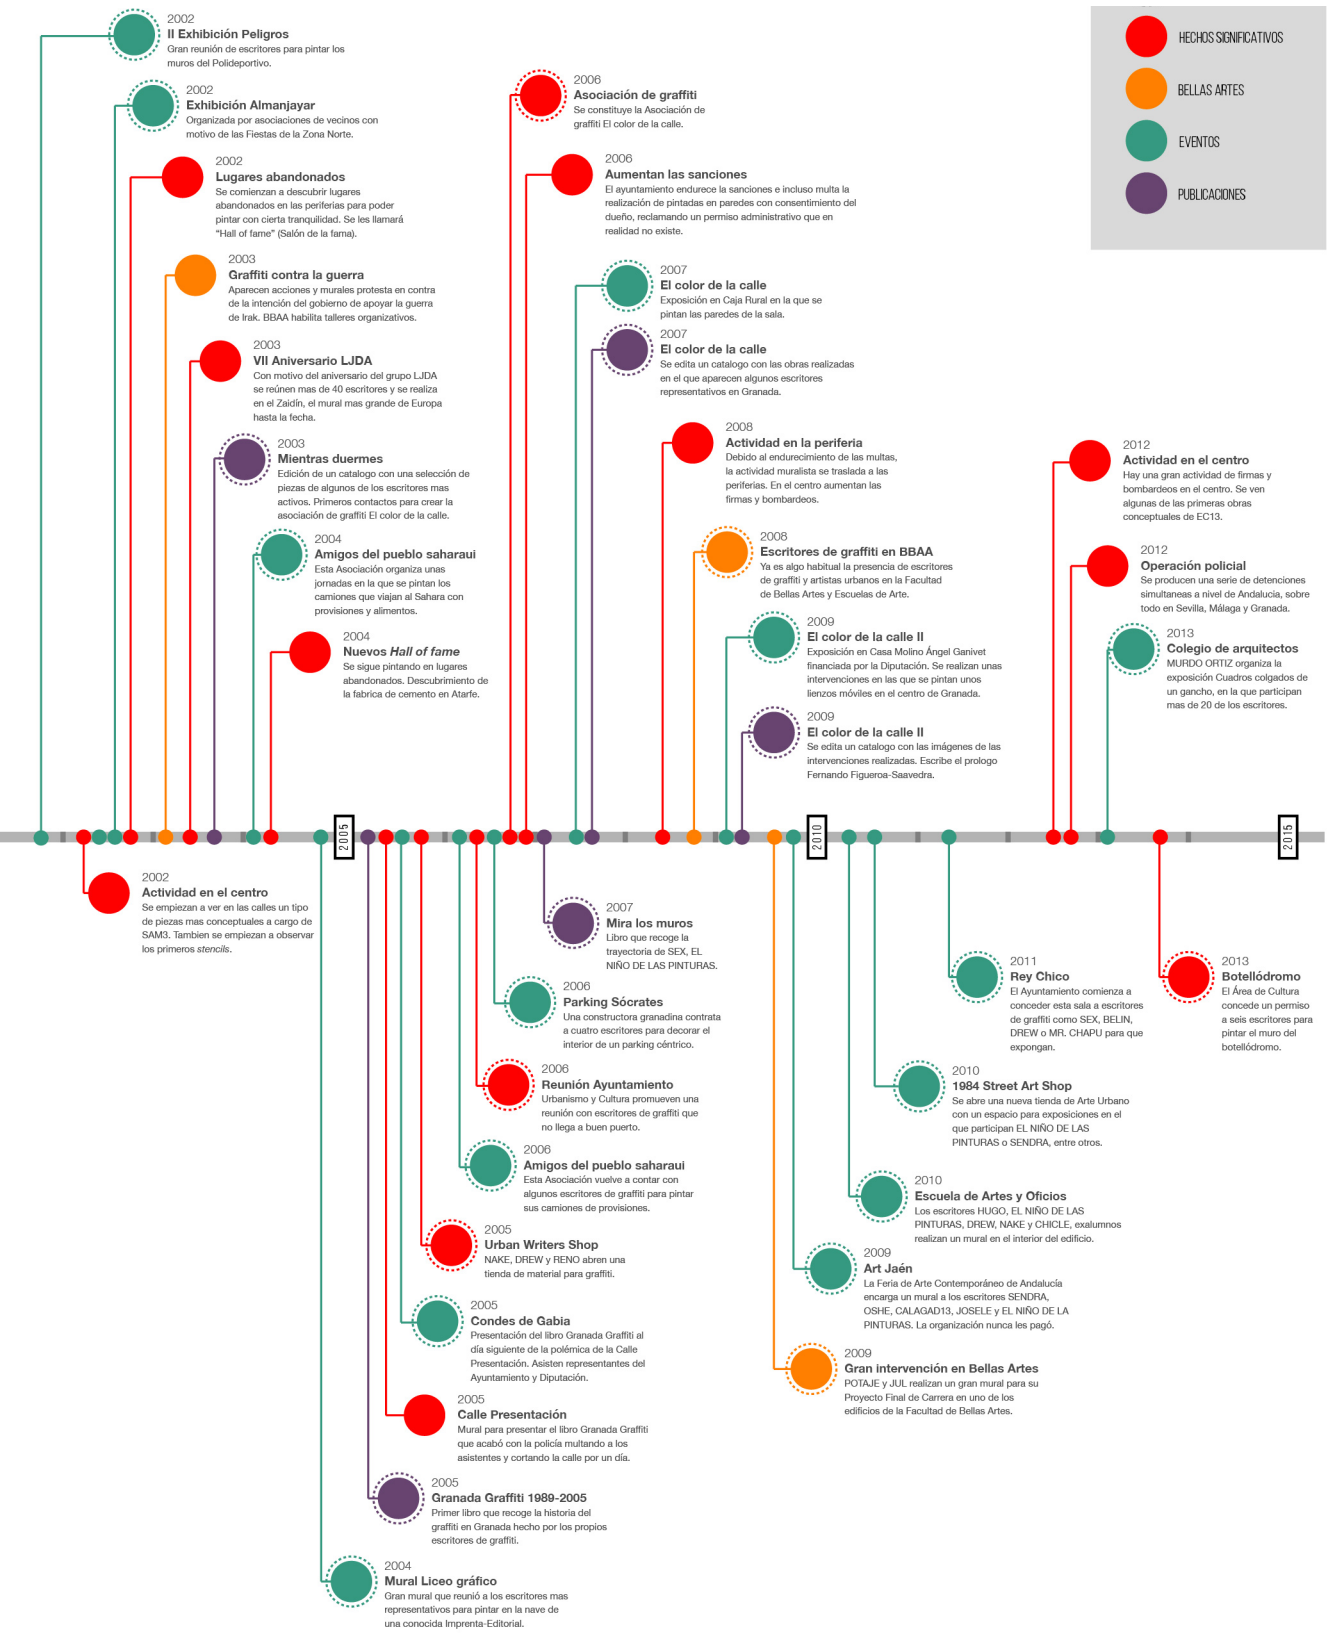 2002
II Exhibición Peligros
Gran reunión de escritores para pintar los
muros del Polideportivo.
2002
Exhibición Almanjayar
Organizada por asociaciones de vecinos con
motivo de las Fiestas de la Zona Norte.
2002
Lugares abandonados
Se comienzan a descubrir lugares
abandonados en las periferias para poder
pintar con cierta tranquilidad. Se les llamará
“Hall of fame” (Salón de la fama).
2003
Graffiti contra la guerra
Aparecen acciones y murales protesta en contra
de la intención del gobierno de apoyar la guerra
de Irak. BBAA habilita talleres organizativos.
2003
VII Aniversario LJDA
Con motivo del aniversario del grupo LJDA
se reúnen mas de 40 escritores y se realiza
en el Zaidín, el mural mas grande de Europa
hasta la fecha.
2003
Mientras duermes
Edición de un catalogo con una selección de
piezas de algunos de los escritores mas
activos. Primeros contactos para crear la
asociación de graffiti El color de la calle.
2004
Amigos del pueblo saharaui
Esta Asociación organiza unas
jornadas en la que se pintan los
camiones que viajan al Sahara con
provisiones y alimentos.
2004
Nuevos Hall of fame
Se sigue pintando en lugares
abandonados. Descubrimiento de
la fabrica de cemento en Atarfe.
2006
Asociación de graffiti
Se constituye la Asociación de
graffiti El color de la calle.
2006
Aumentan las sanciones
El ayuntamiento endurece la sanciones e incluso multa la
realización de pintadas en paredes con consentimiento del
dueño, reclamando un permiso administrativo que en
realidad no existe.
2007
El color de la calle
Exposición en Caja Rural en la que se
pintan las paredes de la sala.
2007
El color de la calle
Se edita un catalogo con las obras realizadas
en el que aparecen algunos escritores
representativos en Granada.
2008
Actividad en la periferia
Debido al endurecimiento de las multas,
la actividad muralista se traslada a las
periferias. En el centro aumentan las
firmas y bombardeos.
2008
Escritores de graffiti en BBAA
Ya es algo habitual la presencia de escritores
de graffiti y artistas urbanos en la Facultad
de Bellas Artes y Escuelas de Arte.
2009
El color de la calle II
Exposición en Casa Molino Ángel Ganivet
financiada por la Diputación. Se realizan unas
intervenciones en las que se pintan unos
lienzos móviles en el centro de Granada.
2009
El color de la calle II
Se edita un catalogo con las imágenes de las
intervenciones realizadas. Escribe el prologo
Fernando Figueroa-Saavedra.
HECHOS SIGNIFICATIVOS
BELLAS ARTES
EVENTOS
PUBLICACIONES
2012
Actividad en el centro
Hay una gran actividad de firmas y
bombardeos en el centro. Se ven
algunas de las primeras obras
conceptuales de EC13.
2012
Operación policial
Se producen una serie de detenciones
simultaneas a nivel de Andalucia, sobre
todo en Sevilla, Málaga y Granada.
2013
Colegio de arquitectos
MURDO ORTIZ organiza la
exposición Cuadros colgados de
un gancho, en la que participan
mas de 20 de los escritores.
2005
2010
2015
2002
Actividad en el centro
Se empiezan a ver en las calles un tipo
de piezas mas conceptuales a cargo de
SAM3. Tambien se empiezan a observar
los primeros stencils.
2007
Mira los muros
Libro que recoge la
trayectoria de SEX, EL
NIÑO DE LAS PINTURAS.
2006
Parking Sócrates
Una constructora granadina contrata
a cuatro escritores para decorar el
interior de un parking céntrico.
2006
Reunión Ayuntamiento
Urbanismo y Cultura promueven una
reunión con escritores de graffiti que
no llega a buen puerto.
2006
Amigos del pueblo saharaui
Esta Asociación vuelve a contar con
algunos escritores de graffiti para pintar
sus camiones de provisiones.
2005
Urban Writers Shop
NAKE, DREW y RENO abren una
tienda de material para graffiti.
2005
Condes de Gabia
Presentación del libro Granada Graffiti al
día siguiente de la polémica de la Calle
Presentación. Asisten representantes del
Ayuntamiento y Diputación.
2005
Calle Presentación
Mural para presentar el libro Granada Graffiti
que acabó con la policía multando a los
asistentes y cortando la calle por un día.
2005
Granada Graffiti 1989-2005
Primer libro que recoge la historia del
graffiti en Granada hecho por los propios
escritores de graffiti.
2004
Mural Liceo gráfico
Gran mural que reunió a los escritores mas
representativos para pintar en la nave de
una conocida Imprenta-Editorial.
2011
Rey Chico
El Ayuntamiento comienza a
conceder esta sala a escritores
de graffiti como SEX, BELIN,
DREW o MR. CHAPU para que
expongan.
2010
1984 Street Art Shop
Se abre una nueva tienda de Arte Urbano
con un espacio para exposiciones en el
que participan EL NIÑO DE LAS
PINTURAS o SENDRA, entre otros.
2010
Escuela de Artes y Oficios
Los escritores HUGO, EL NIÑO DE LAS
PINTURAS, DREW, NAKE y CHICLE, exalumnos
realizan un mural en el interior del edificio.
2009
Art Jaén
La Feria de Arte Contemporáneo de Andalucía
encarga un mural a los escritores SENDRA,
OSHE, CALAGAD13, JOSELE y EL NIÑO DE LA
PINTURAS. La organización nunca les pagó.
2009
Gran intervención en Bellas Artes
POTAJE y JUL realizan un gran mural para su
Proyecto Final de Carrera en uno de los
edificios de la Facultad de Bellas Artes.
2013
Botellódromo
El Área de Cultura
concede un permiso
a seis escritores para
pintar el muro del
botellódromo.